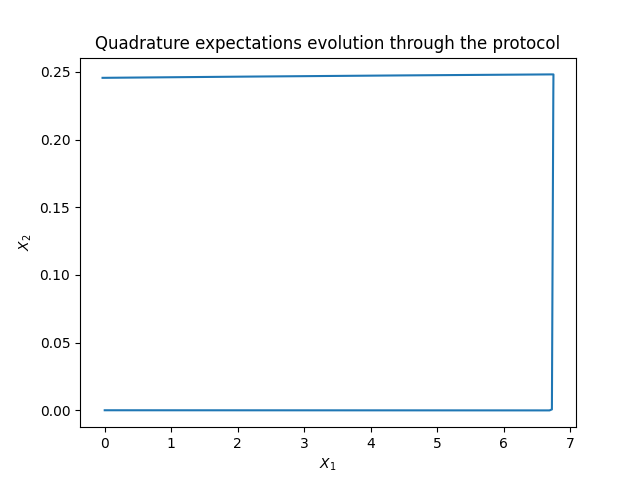 Quadrature expectations evolution through the protocol
0.25
0.20
0.15
0.10
0.05
0.00
X₂
0 1 2 3 4 5 6 7
X₁